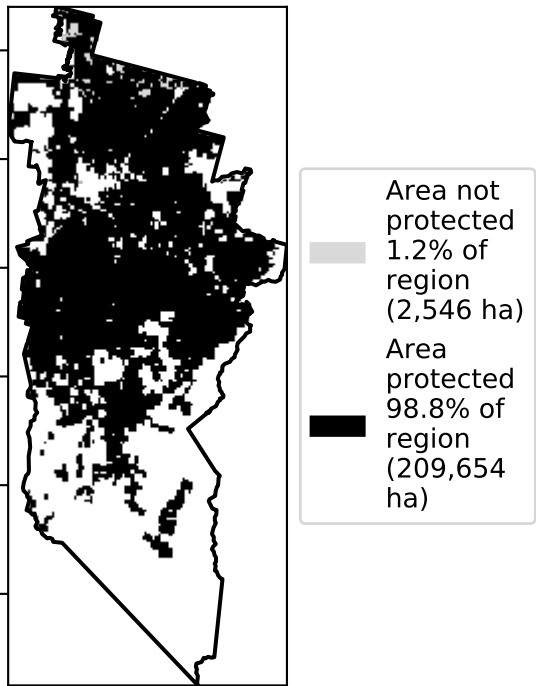 Area not
protected
1.2% of
region
(2,546 ha)
Area
protected
98.8% of
region
(209,654
ha)